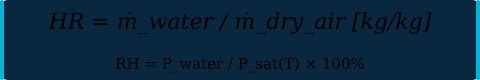 HR = ṁ_water / ṁ_dry_air [kg/kg]
RH = P_water / P_sat(T) × 100%